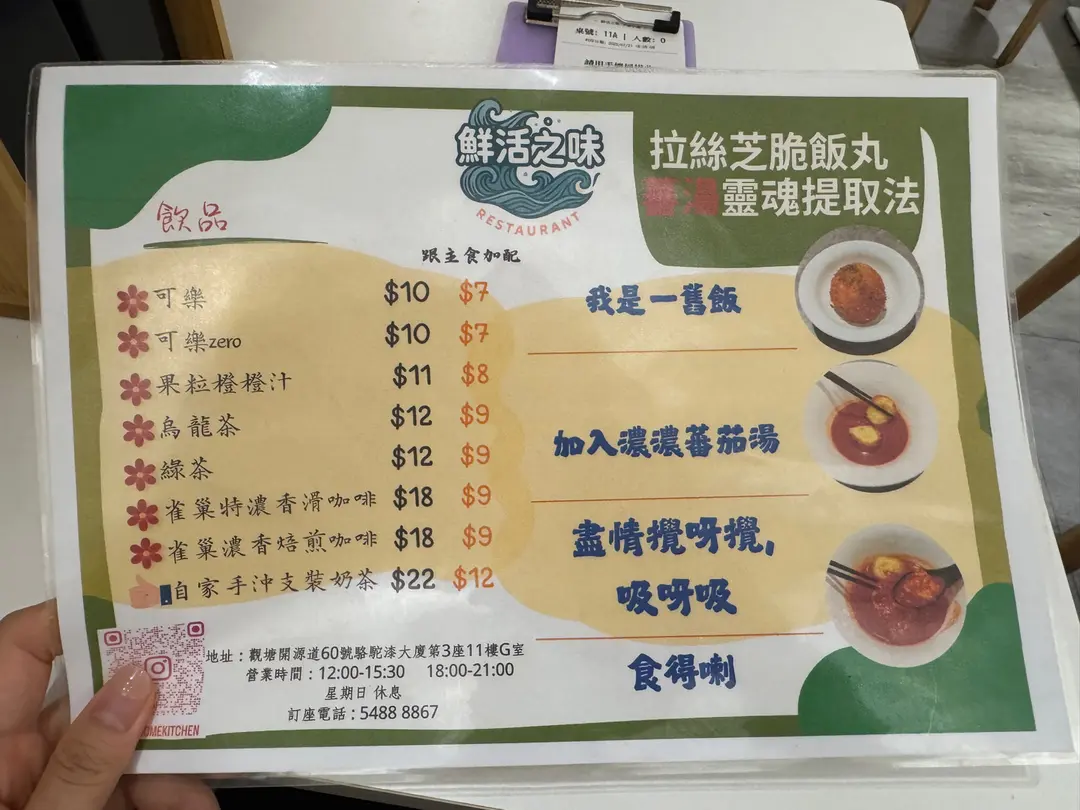 桌號: 11A | 人數: 0
鮮活之味
RESTAURANT
拉絲芝脆飯丸
蕃湯靈魂提取法
飲品
跟主食加配
可樂 $10 $7
可樂zero $10 $7
果粒橙橙汁 $11 $8
烏龍茶 $12 $9
綠茶 $12 $9
雀巢特濃香滑咖啡 $18 $9
雀巢濃香焙煎咖啡 $18 $9
自家手沖支裝奶茶 $22 $12
我是一舊飯
加入濃濃蕃茄湯
盡情攪呀攪,
吸呀吸
食得喇
地址：觀塘開源道60號駱駝漆大廈第3座11樓G室
營業時間：12:00-15:30 18:00-21:00
星期日 休息
訂座電話：5488 8867
OMEKITCHEN